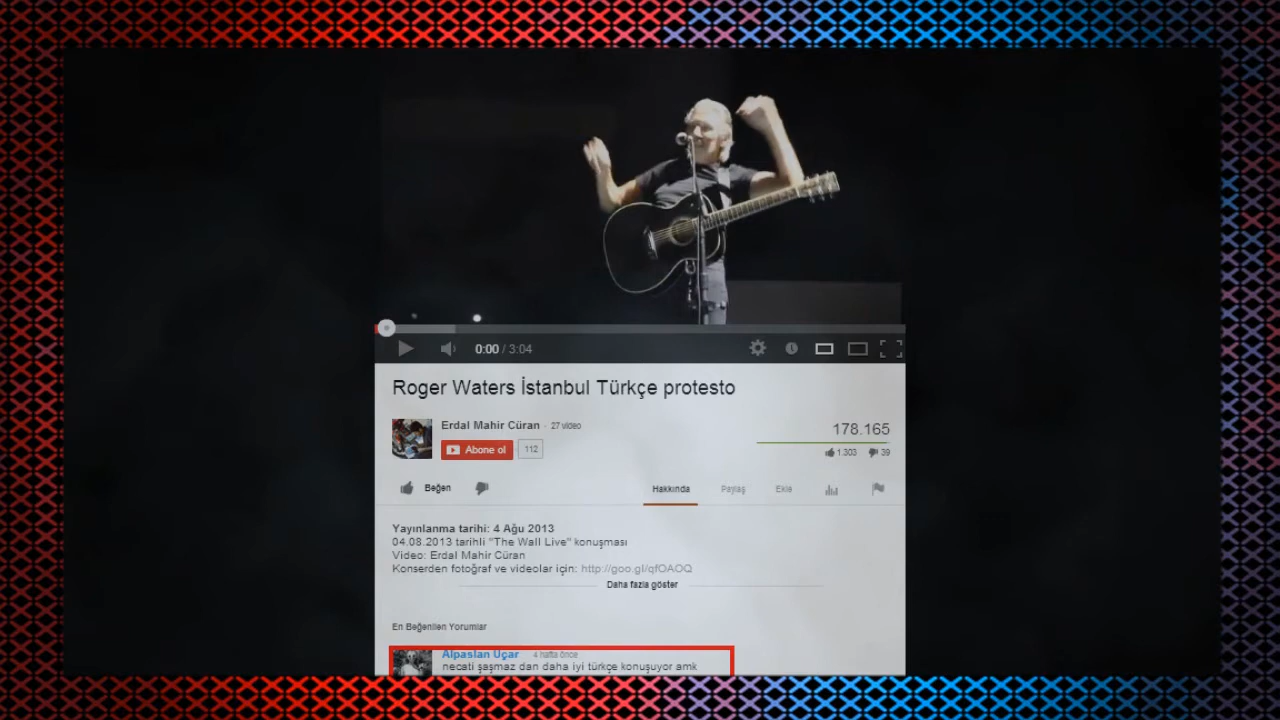 0:00 / 3:04
Roger Waters İstanbul Türkçe protesto
Erdal Mahir Cüran · 27 video
Abone ol 112
178.165
1.303 39
Beğen
Hakkında Paylaş Ekle
Yayınlanma tarihi: 4 Ağu 2013
04.08.2013 tarihli "The Wall Live" konuşması
Video: Erdal Mahir Cüran
Konserden fotoğraf ve videolar için: http://goo.gl/qfOAOQ
Daha fazla göster
En Beğenilen Yorumlar
Alpaslan Uçar 4 hafta önce
necati şaşmaz dan daha iyi türkçe konuşuyor amk